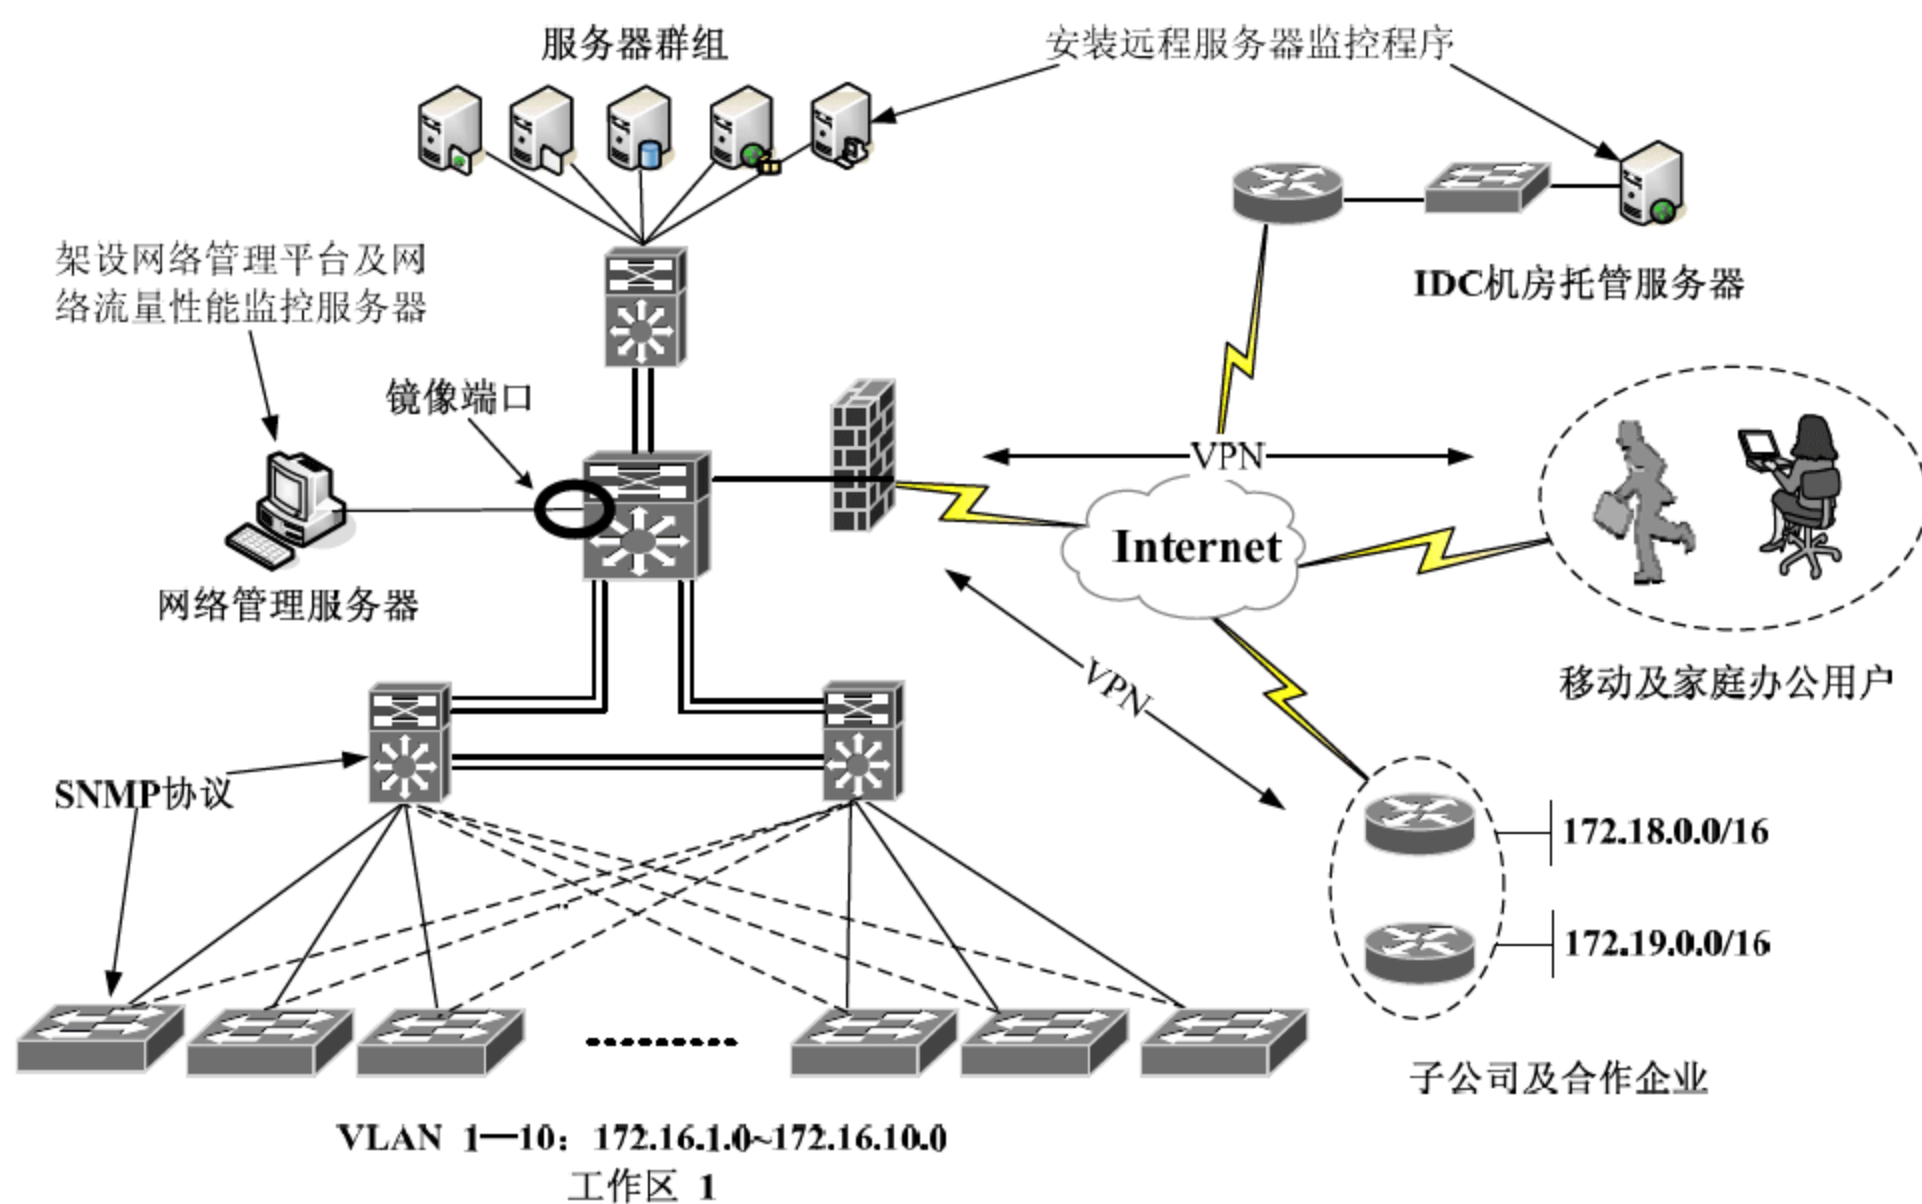 服务器群组
安装远程服务器监控程序
架设网络管理平台及网
络流量性能监控服务器
IDC机房托管服务器
镜像端口
VPN
Internet
网络管理服务器
移动及家庭办公用户
VPN
SNMP协议
172.18.0.0/16
172.19.0.0/16
子公司及合作企业
VLAN 1—10：172.16.1.0~172.16.10.0
工作区 1